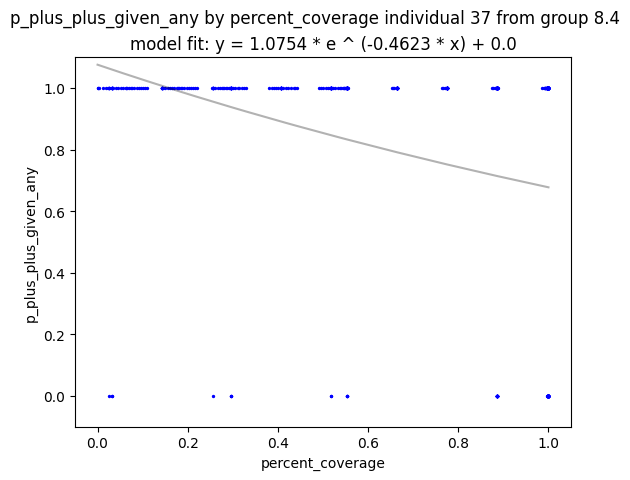 p_plus_plus_given_any by percent_coverage individual 37 from group 8.4
model fit: y = 1.0754 * e ^ (-0.4623 * x) + 0.0
1.0
0.8
0.6
0.4
0.2
0.0
p_plus_plus_given_any
0.0 0.2 0.4 0.6 0.8 1.0
percent_coverage